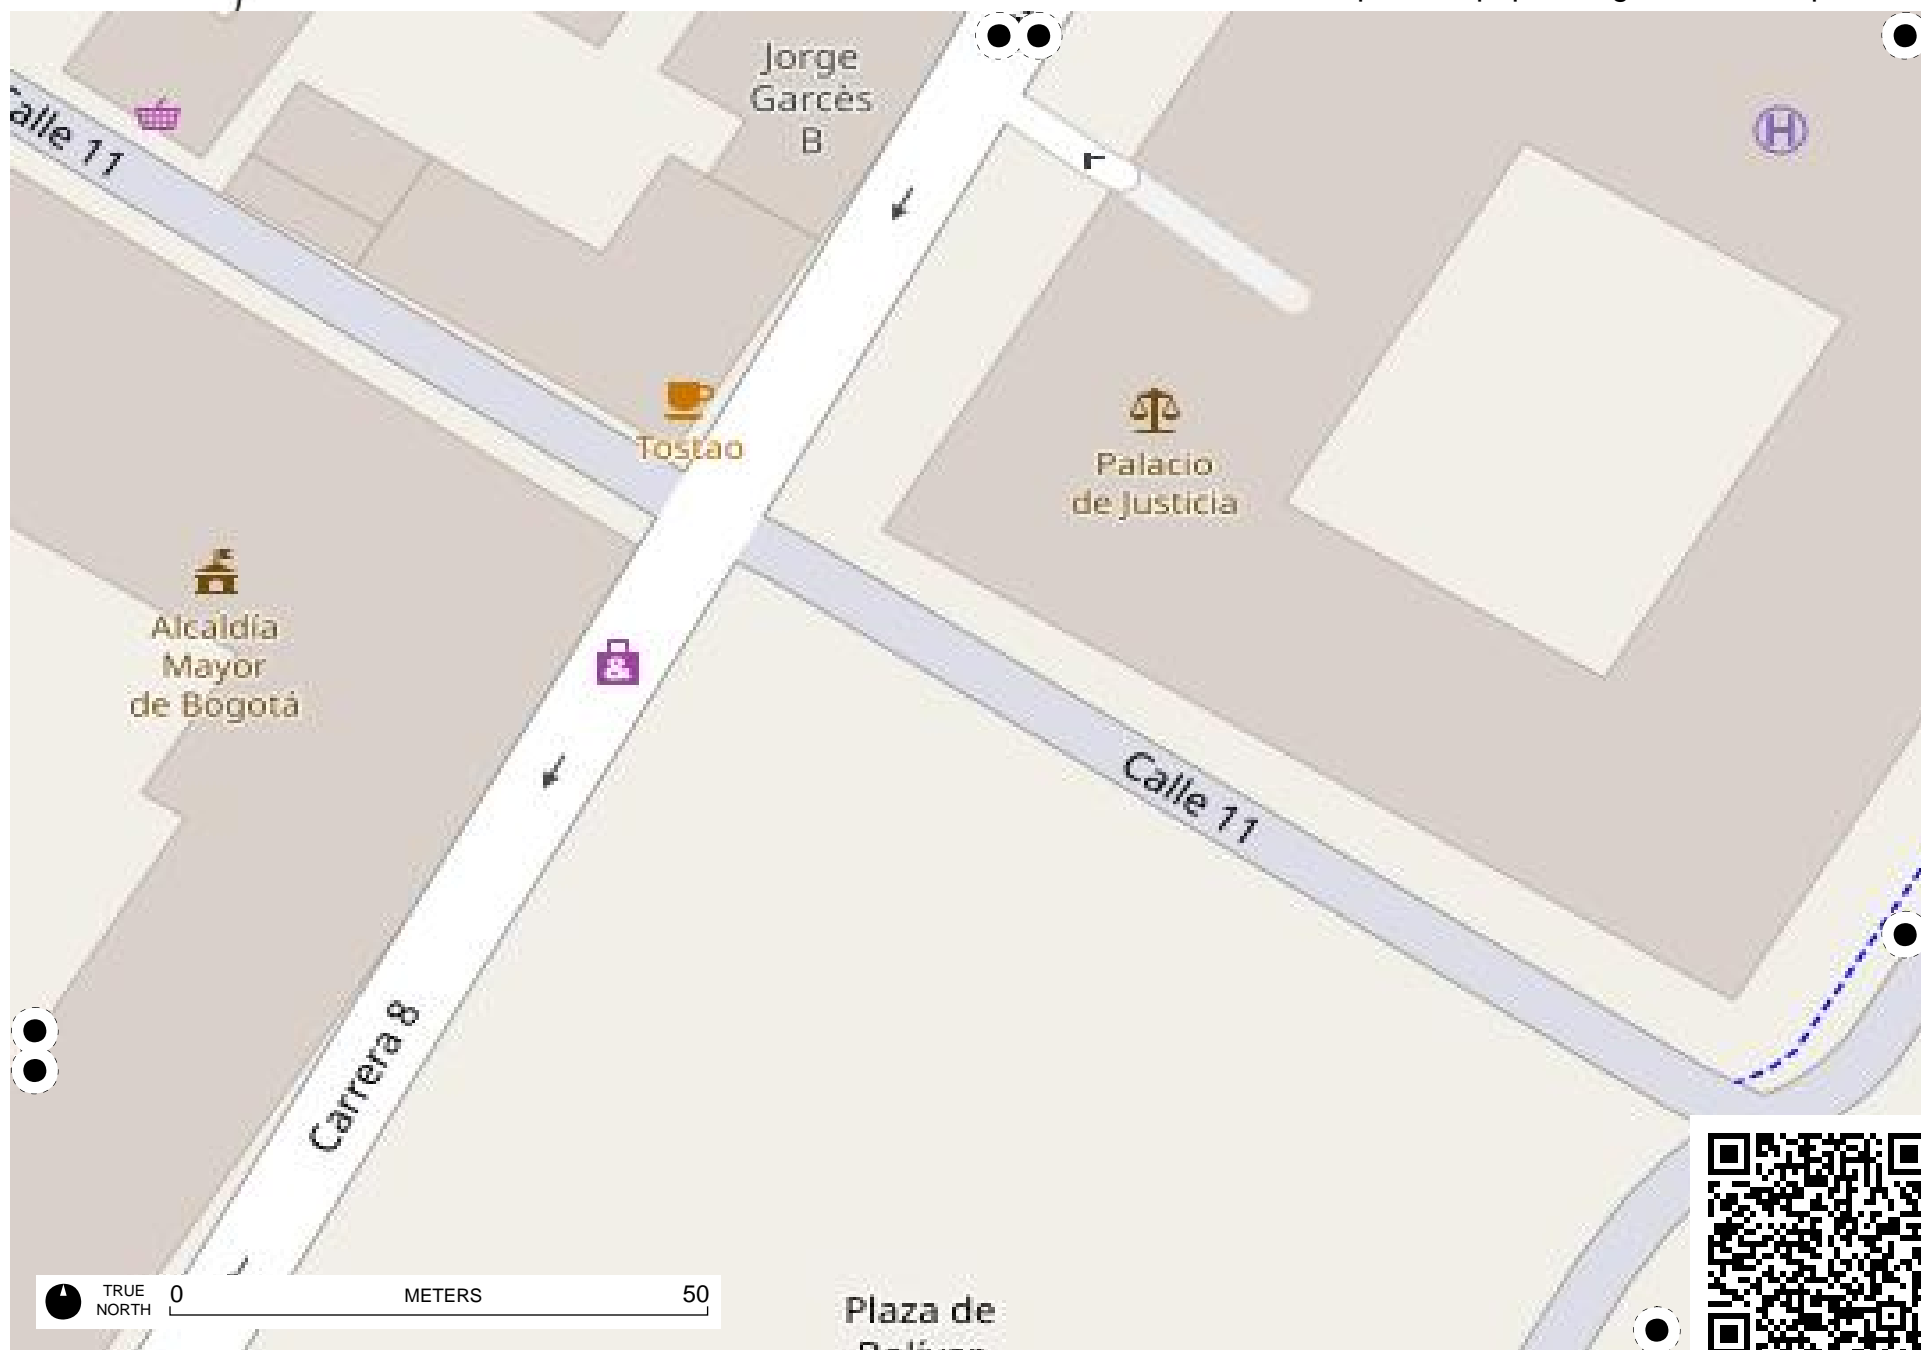 Jorge
Garcés
B
Calle 11
Tostao
Palacio
de Justicia
Alcaldía
Mayor
de Bogotá
Calle 11
Carrera 8
TRUE
NORTH
0
METERS
50
Plaza de